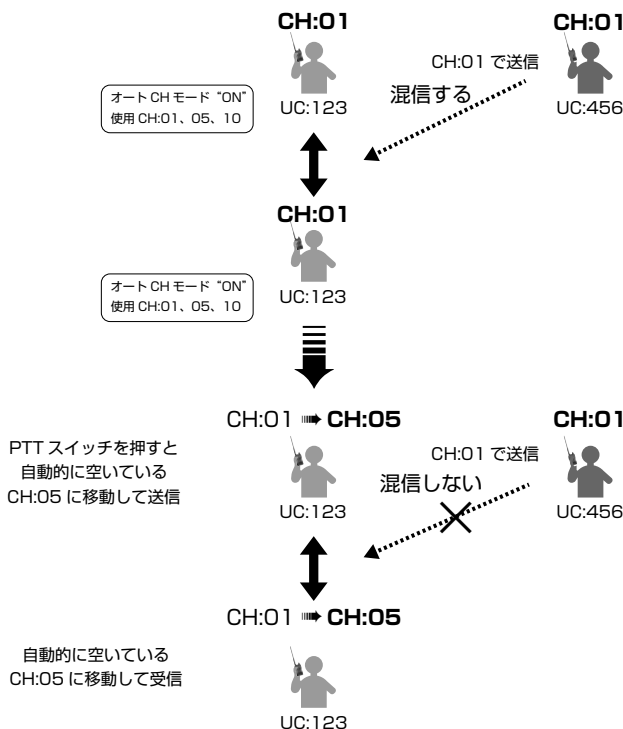 CH:01
CH:01
CH:01 で送信
混信する
オート CH モード “ON”
使用 CH:01、05、10
UC:123
UC:456
CH:01
オート CH モード “ON”
使用 CH:01、05、10
UC:123
CH:01 ➠ CH:05
CH:01
PTT スイッチを押すと
自動的に空いている
CH:05 に移動して送信
CH:01 で送信
混信しない
UC:123
UC:456
CH:01 ➠ CH:05
自動的に空いている
CH:05 に移動して受信
UC:123